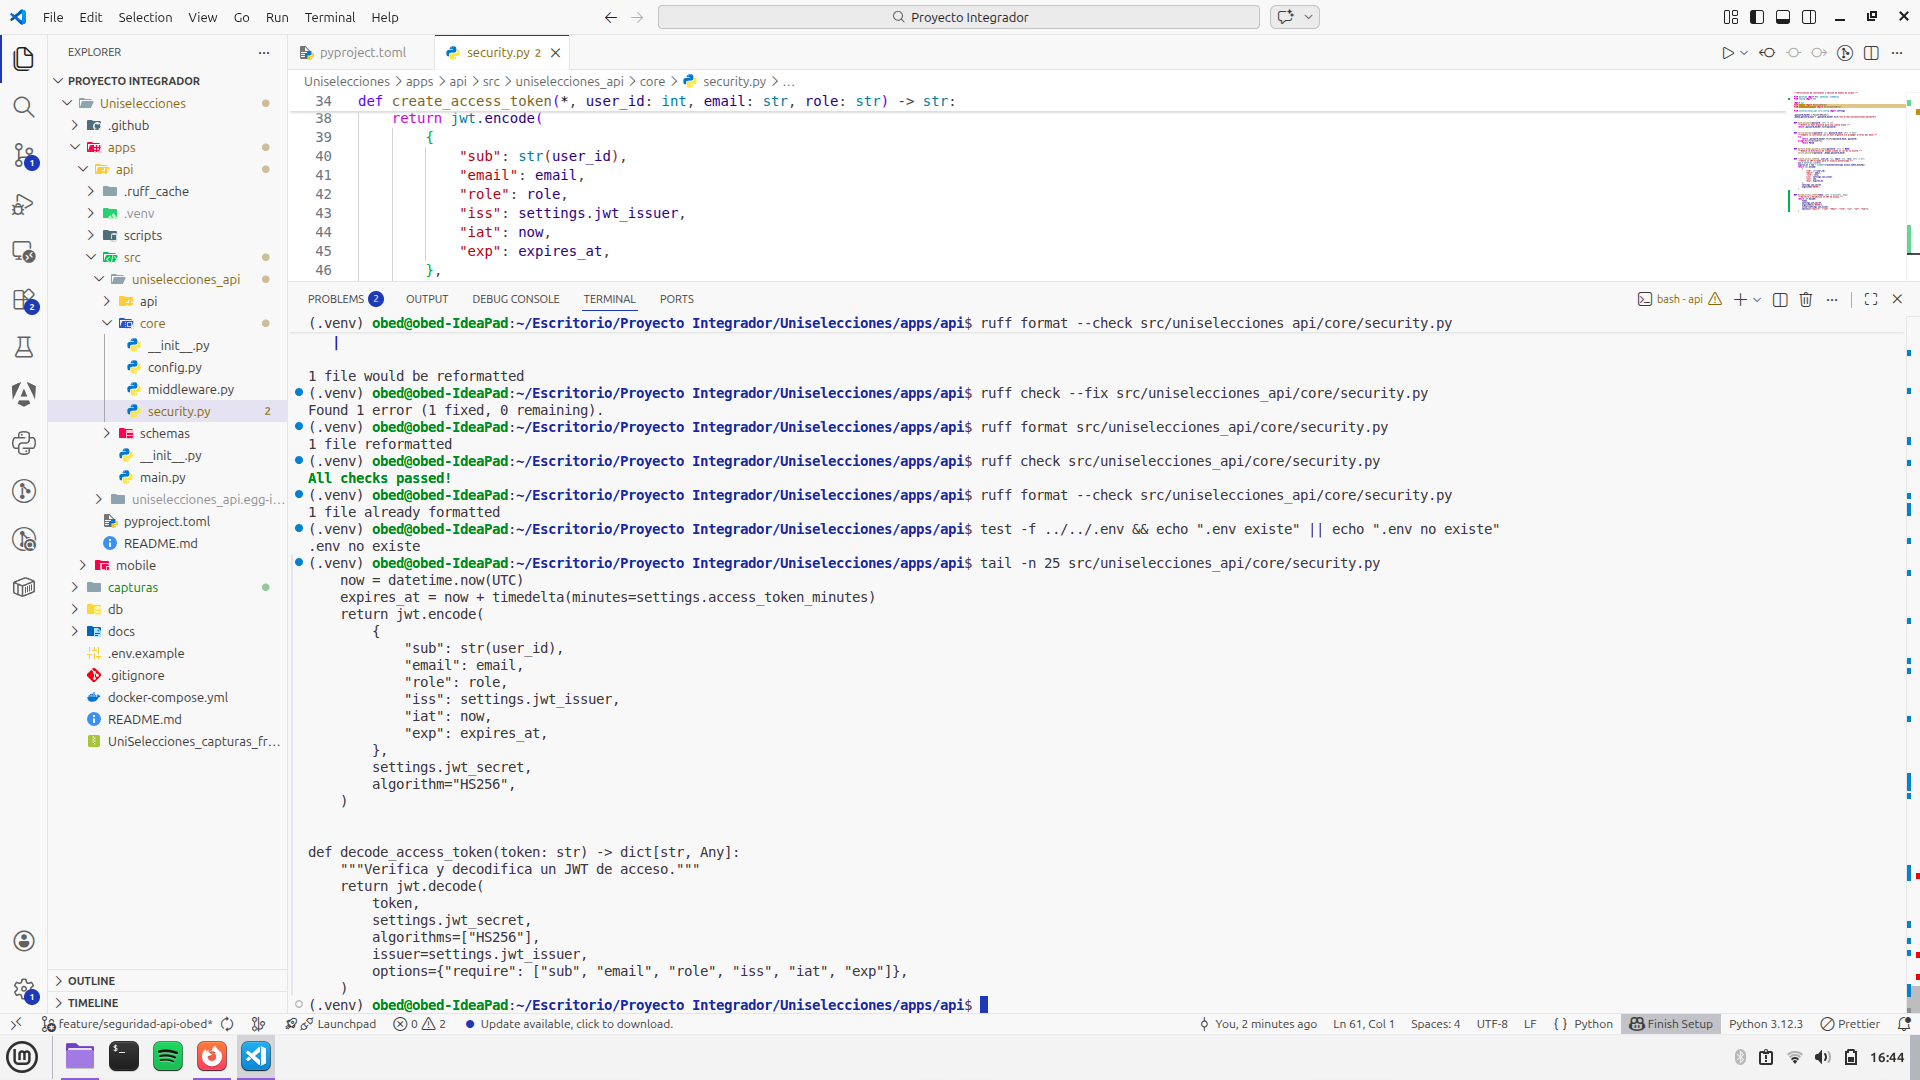 File Edit Selection View Go Run Terminal Help
Proyecto Integrador
EXPLORER
pyproject.toml
security.py 2
PROYECTO INTEGRADOR
Uniselecciones
.github
apps
api
.ruff_cache
.venv
scripts
src
uniselecciones_api
api
core
__init__.py
config.py
middleware.py
security.py 2
schemas
__init__.py
main.py
uniselecciones_api.egg-i...
pyproject.toml
README.md
mobile
capturas
db
docs
.env.example
.gitignore
docker-compose.yml
README.md
UniSelecciones_capturas_fr...
OUTLINE
TIMELINE
1
2
1
Uniselecciones > apps > api > src > uniselecciones_api > core > security.py > ...
34 def create_access_token(*, user_id: int, email: str, role: str) -> str:
38 return jwt.encode(
39 {
40 "sub": str(user_id),
41 "email": email,
42 "role": role,
43 "iss": settings.jwt_issuer,
44 "iat": now,
45 "exp": expires_at,
46 },
PROBLEMS 2 OUTPUT DEBUG CONSOLE TERMINAL PORTS
bash - api
(.venv) obed@obed-IdeaPad:~/Escritorio/Proyecto Integrador/Uniselecciones/apps/api$ ruff format --check src/uniselecciones api/core/security.py
|
1 file would be reformatted
(.venv) obed@obed-IdeaPad:~/Escritorio/Proyecto Integrador/Uniselecciones/apps/api$ ruff check --fix src/uniselecciones_api/core/security.py
Found 1 error (1 fixed, 0 remaining).
(.venv) obed@obed-IdeaPad:~/Escritorio/Proyecto Integrador/Uniselecciones/apps/api$ ruff format src/uniselecciones_api/core/security.py
1 file reformatted
(.venv) obed@obed-IdeaPad:~/Escritorio/Proyecto Integrador/Uniselecciones/apps/api$ ruff check src/uniselecciones_api/core/security.py
All checks passed!
(.venv) obed@obed-IdeaPad:~/Escritorio/Proyecto Integrador/Uniselecciones/apps/api$ ruff format --check src/uniselecciones_api/core/security.py
1 file already formatted
(.venv) obed@obed-IdeaPad:~/Escritorio/Proyecto Integrador/Uniselecciones/apps/api$ test -f ../../.env && echo ".env existe" || echo ".env no existe"
.env no existe
(.venv) obed@obed-IdeaPad:~/Escritorio/Proyecto Integrador/Uniselecciones/apps/api$ tail -n 25 src/uniselecciones_api/core/security.py
now = datetime.now(UTC)
expires_at = now + timedelta(minutes=settings.access_token_minutes)
return jwt.encode(
{
"sub": str(user_id),
"email": email,
"role": role,
"iss": settings.jwt_issuer,
"iat": now,
"exp": expires_at,
},
settings.jwt_secret,
algorithm="HS256",
)
def decode_access_token(token: str) -> dict[str, Any]:
"""Verifica y decodifica un JWT de acceso."""
return jwt.decode(
token,
settings.jwt_secret,
algorithms=["HS256"],
issuer=settings.jwt_issuer,
options={"require": ["sub", "email", "role", "iss", "iat", "exp"]},
)
(.venv) obed@obed-IdeaPad:~/Escritorio/Proyecto Integrador/Uniselecciones/apps/api$
feature/seguridad-api-obed* Launchpad 0 2 Update available, click to download. You, 2 minutes ago Ln 61, Col 1 Spaces: 4 UTF-8 LF { } Python Finish Setup Python 3.12.3 Prettier
16:44